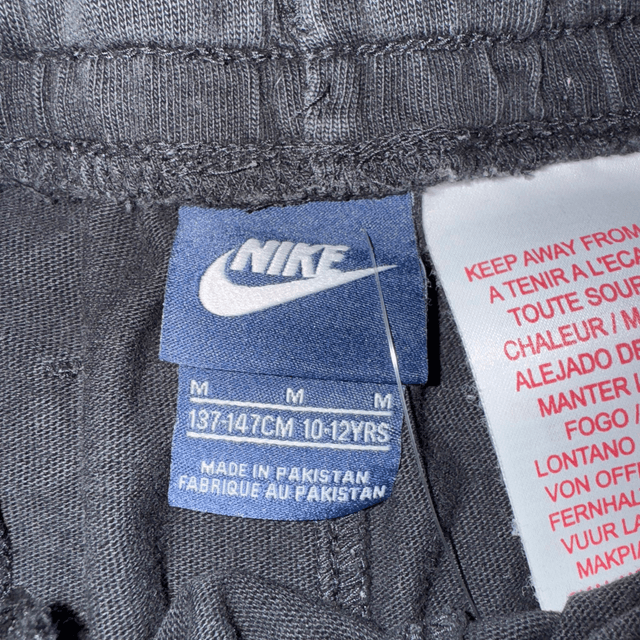 NIKE
M M M
137-147CM 10-12YRS
MADE IN PAKISTAN
FABRIQUE AU PAKISTAN
KEEP AWAY FROM
A TENIR A L'ECA
TOUTE SOUR
CHALEUR / M
ALEJADO DE
MANTER
FOGO /
LONTANO
VON OFF
FERNHAL
VUUR LA
MAKPI